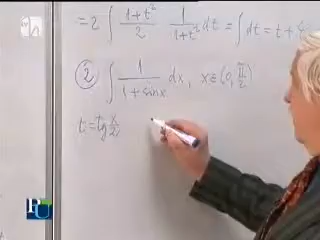 = 2 ∫ (1+t²)/2 · 1/(1+t²) dt = ∫ dt = t +
② ∫ 1/(1+sinx) dx, x∈(0, π/2)
t = tg x/2